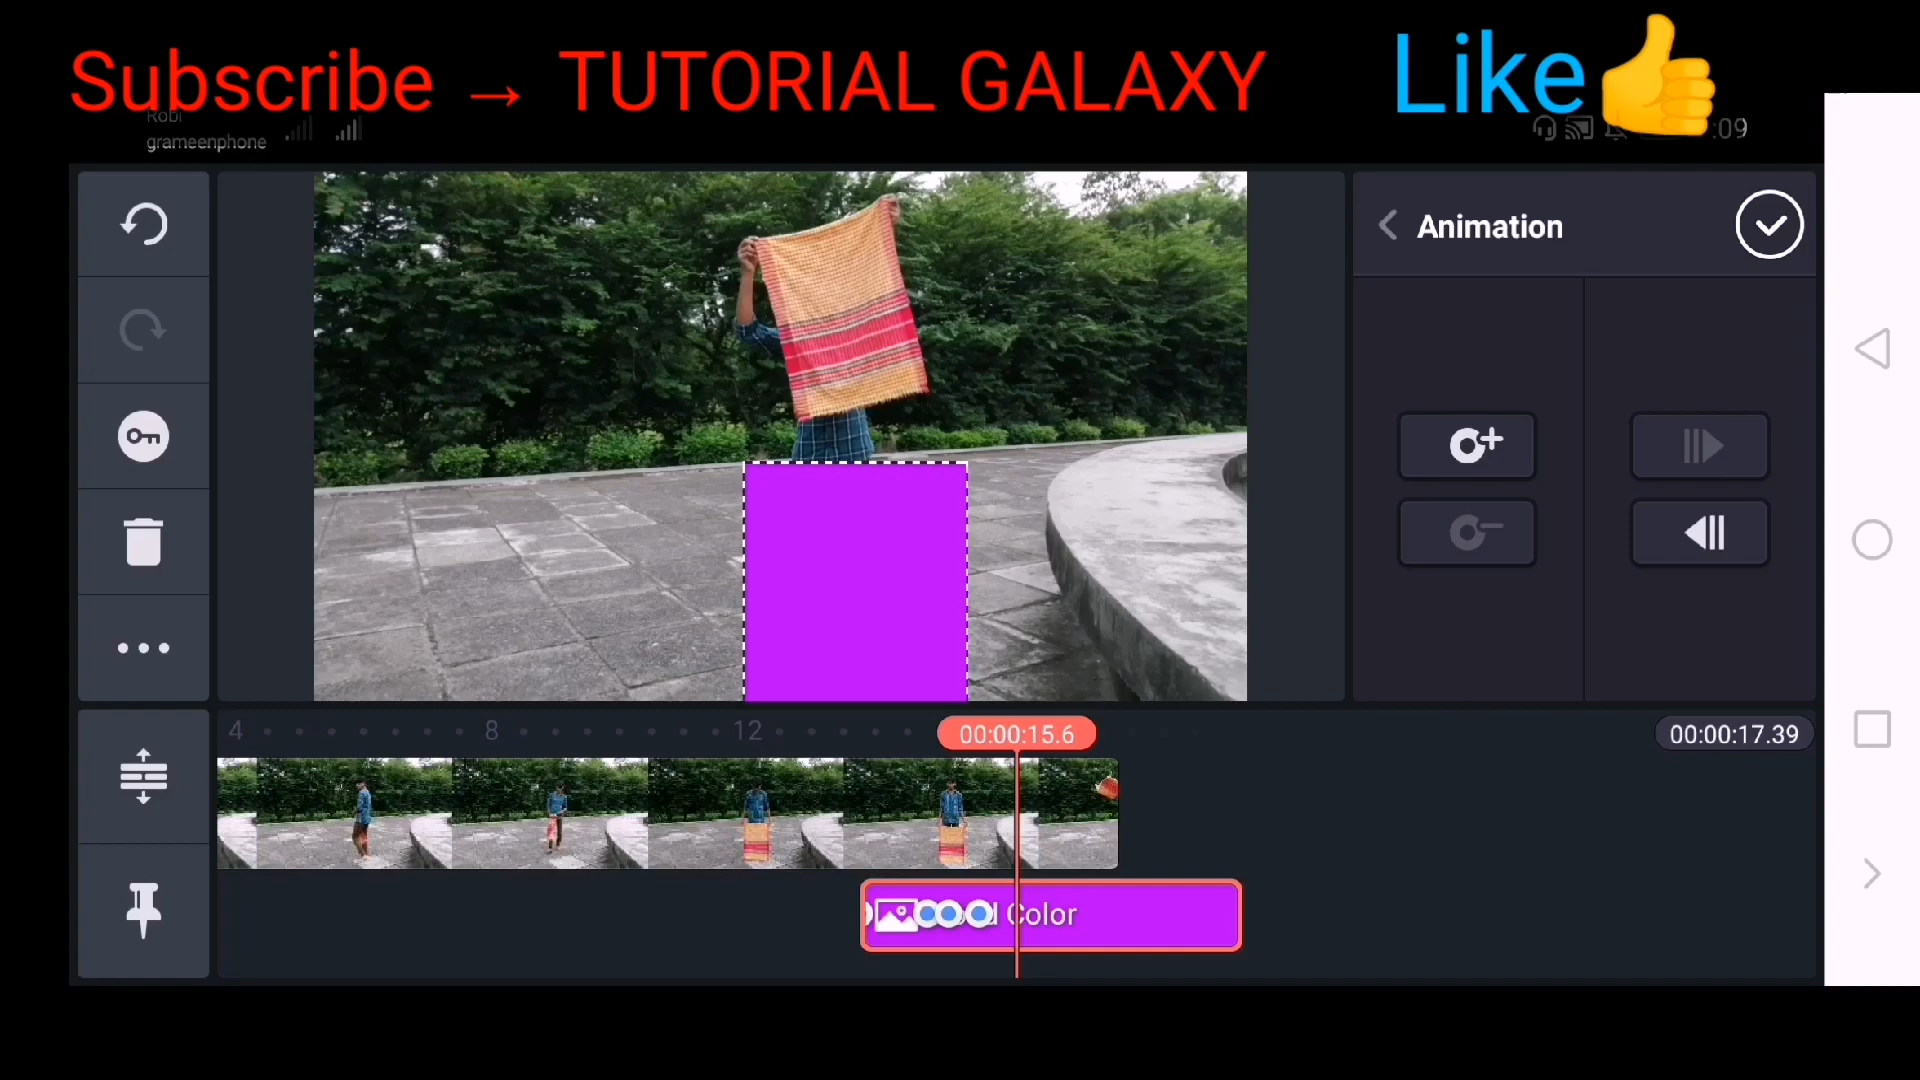 Subscribe → TUTORIAL GALAXY Like👍
Robi
grameenphone
:09
Animation
4 8 12 00:00:15.6 00:00:17.39
Color